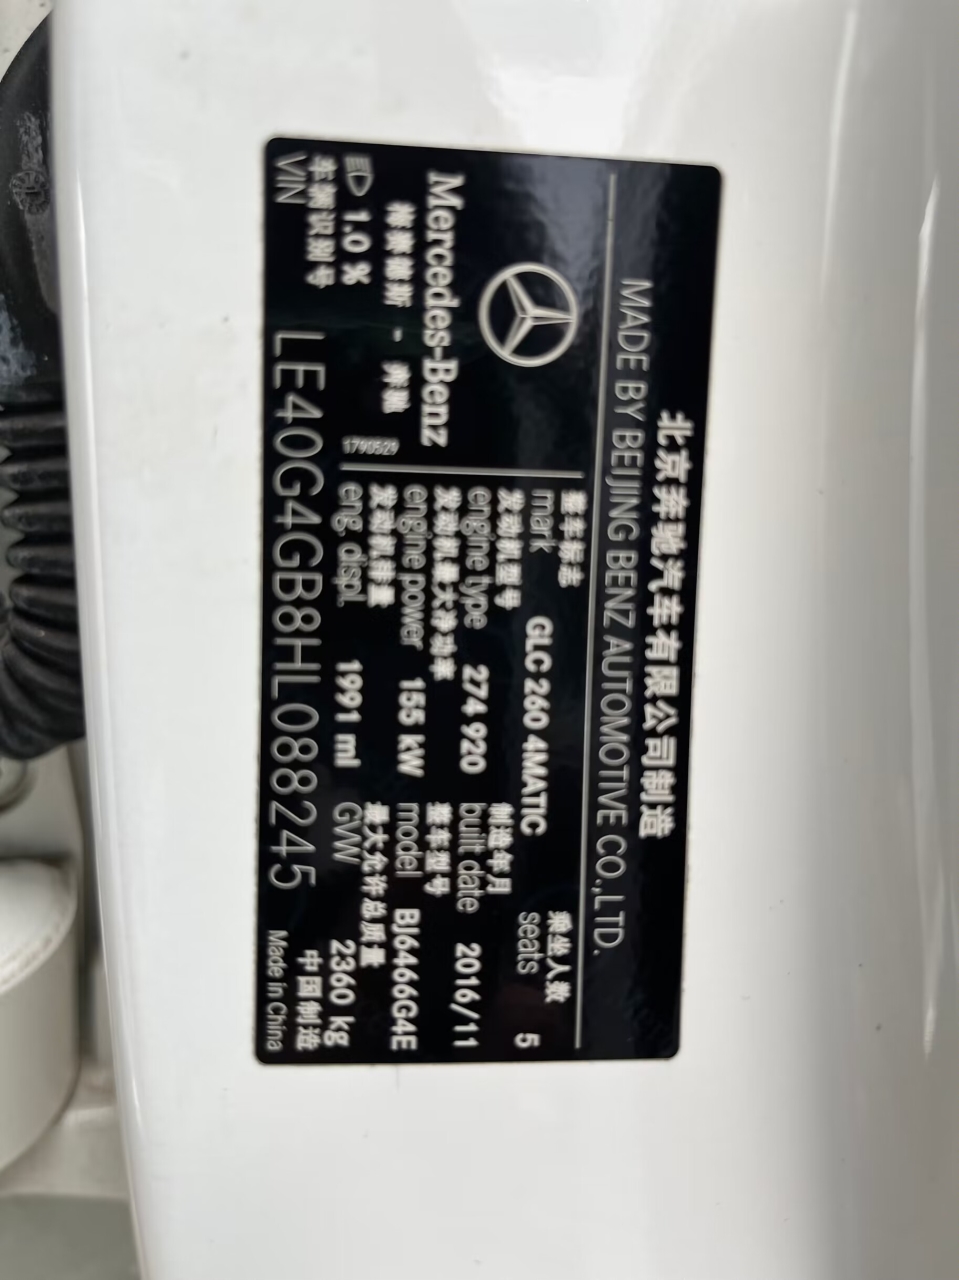 北京奔驰汽车有限公司制造
MADE BY BEIJING BENZ AUTOMOTIVE CO.,LTD.
Mercedes-Benz
梅赛德斯 - 奔驰
1790529
1.0 %
整车标志
mark GLC 260 4MATIC
乘坐人数
seats 5
发动机型号
engine type 274 920
制造年月
built date 2016/11
发动机最大净功率
engine power 155 kW
整车型号
model BJ6466G4E
发动机排量
eng. displ. 1991 ml
最大允许总质量
GVW 2360 kg
车辆识别号
VIN LE40G4GB8HL088245
中国制造
Made in China